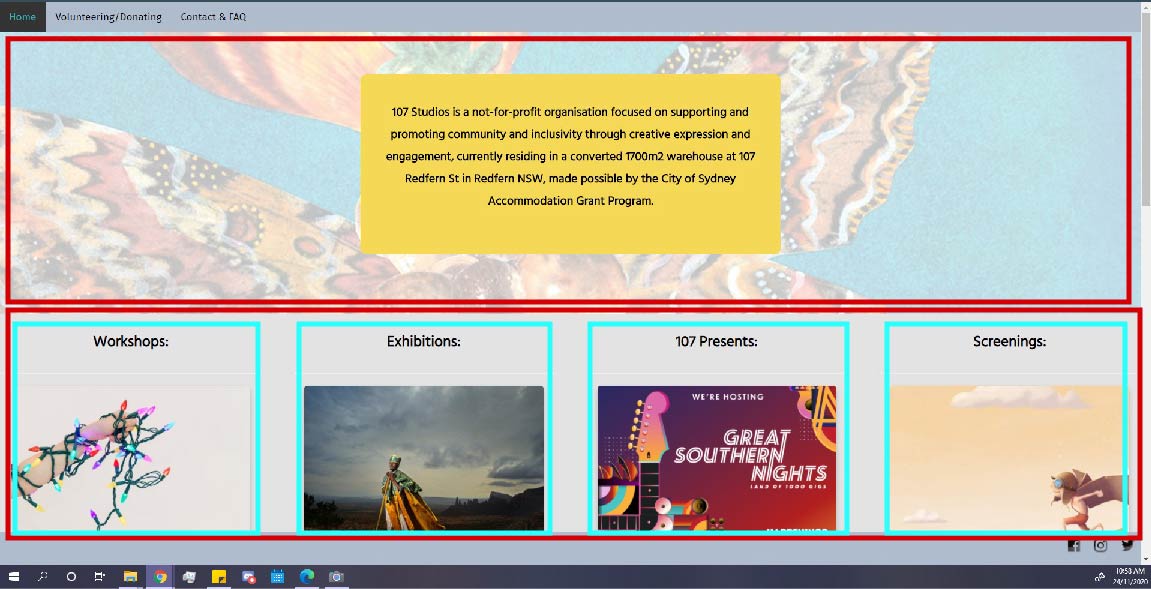 Home Volunteering/Donating Contact & FAQ
107 Studios is a not-for-profit organisation focused on supporting and
promoting community and inclusivity through creative expression and
engagement, currently residing in a converted 1700m2 warehouse at 107
Redfern St in Redfern NSW, made possible by the City of Sydney
Accommodation Grant Program.
Workshops: Exhibitions: 107 Presents: Screenings:
WE'RE HOSTING
GREAT
SOUTHERN
NIGHTS
LAND OF 1000 GIGS
10:58 AM
24/11/2020